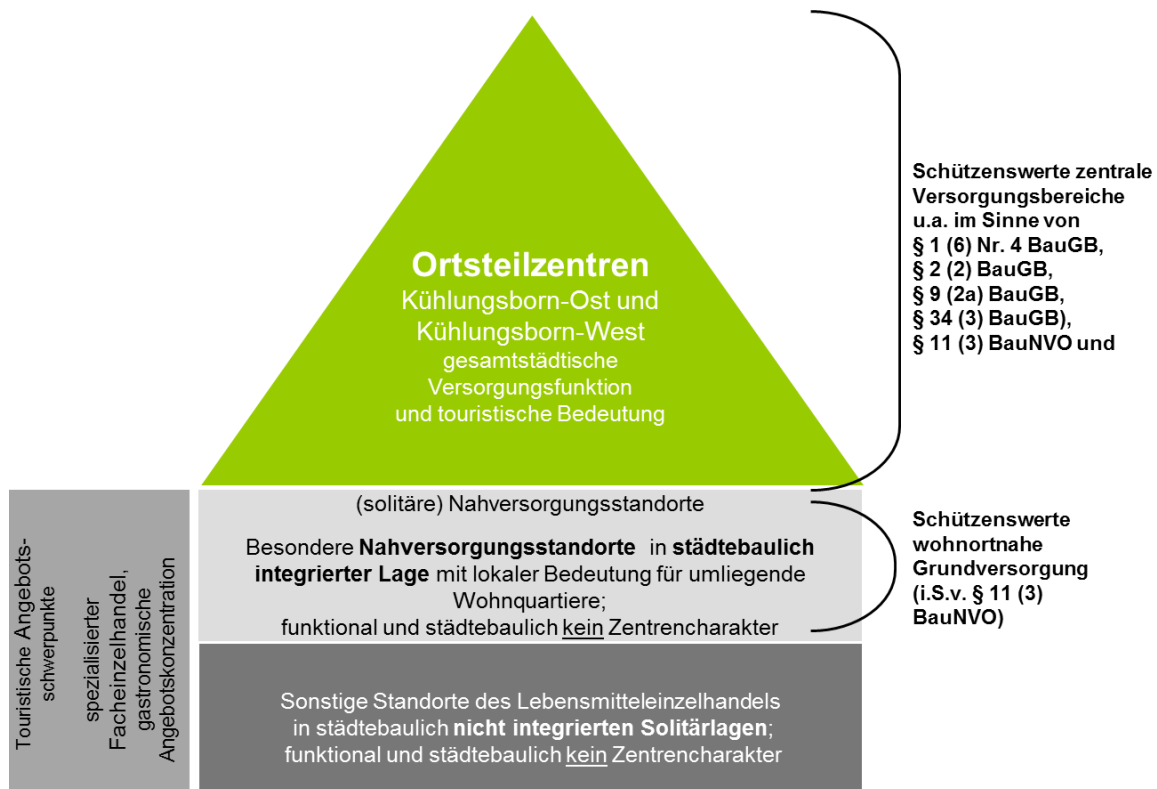 Ortsteilzentren
Kühlungsborn-Ost und
Kühlungsborn-West
gesamtstädtische
Versorgungsfunktion
und touristische Bedeutung
Schützenswerte zentrale
Versorgungsbereiche
u.a. im Sinne von
§ 1 (6) Nr. 4 BauGB,
§ 2 (2) BauGB,
§ 9 (2a) BauGB,
§ 34 (3) BauGB),
§ 11 (3) BauNVO und
Touristische Angebots-
schwerpunkte
spezialisierter
Facheinzelhandel,
gastronomische
Angebotskonzentration
(solitäre) Nahversorgungsstandorte
Besondere Nahversorgungsstandorte in städtebaulich
integrierter Lage mit lokaler Bedeutung für umliegende
Wohnquartiere;
funktional und städtebaulich kein Zentrencharakter
Schützenswerte
wohnortnahe
Grundversorgung
(i.S.v. § 11 (3)
BauNVO)
Sonstige Standorte des Lebensmitteleinzelhandels
in städtebaulich nicht integrierten Solitärlagen;
funktional und städtebaulich kein Zentrencharakter